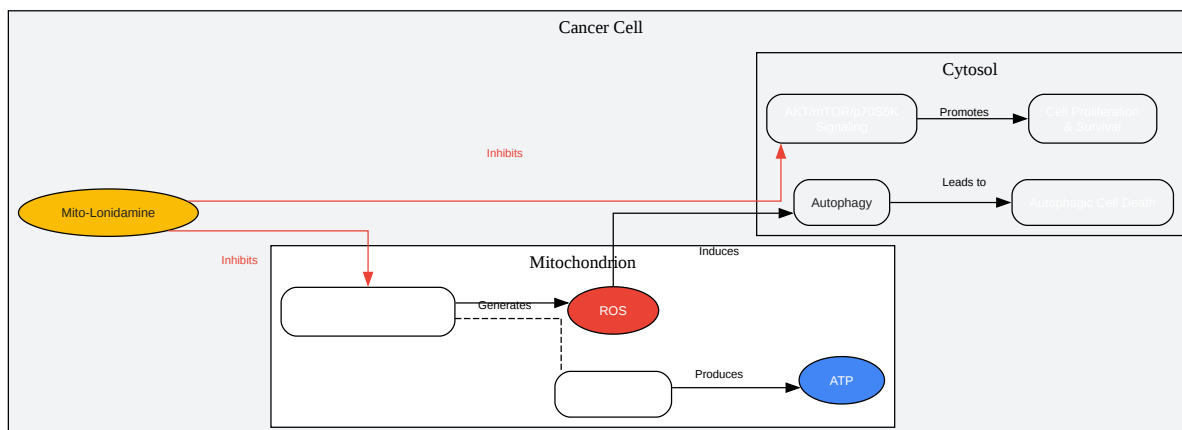 Cancer Cell
Cytosol
AKT/mTOR/p70S6K
Signaling
Promotes
Cell Proliferation
& Survival
Inhibits
Mito-Lonidamine
Autophagy
Leads to
Autophagic Cell Death
Inhibits
Mitochondrion
Induces
Generates
ROS
Produces
ATP